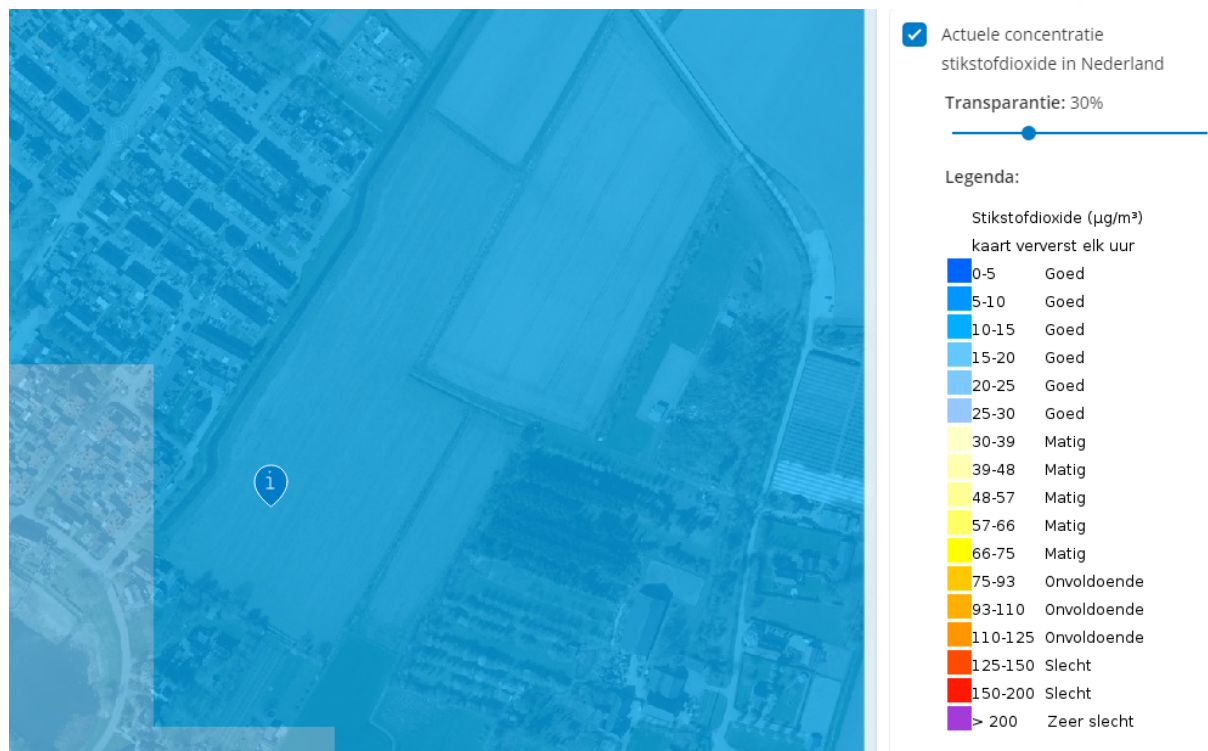 Actuele concentratie
stikstofdioxide in Nederland
Transparantie: 30%
Legenda:
Stikstofdioxide (µg/m³)
kaart ververst elk uur
0-5 Goed
5-10 Goed
10-15 Goed
15-20 Goed
20-25 Goed
25-30 Goed
30-39 Matig
39-48 Matig
48-57 Matig
57-66 Matig
66-75 Matig
75-93 Onvoldoende
93-110 Onvoldoende
110-125 Onvoldoende
125-150 Slecht
150-200 Slecht
> 200 Zeer slecht
i